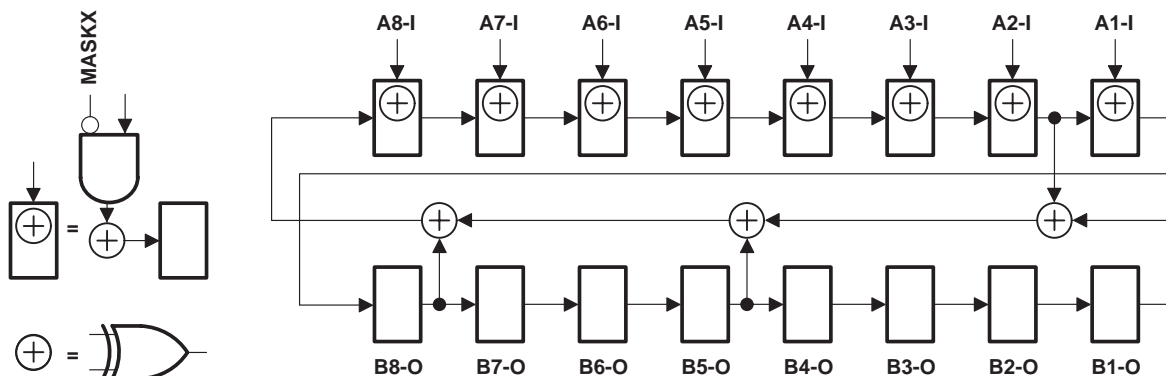 MASKX
A8-I A7-I A6-I A5-I A4-I A3-I A2-I A1-I
=
=
B8-O B7-O B6-O B5-O B4-O B3-O B2-O B1-O